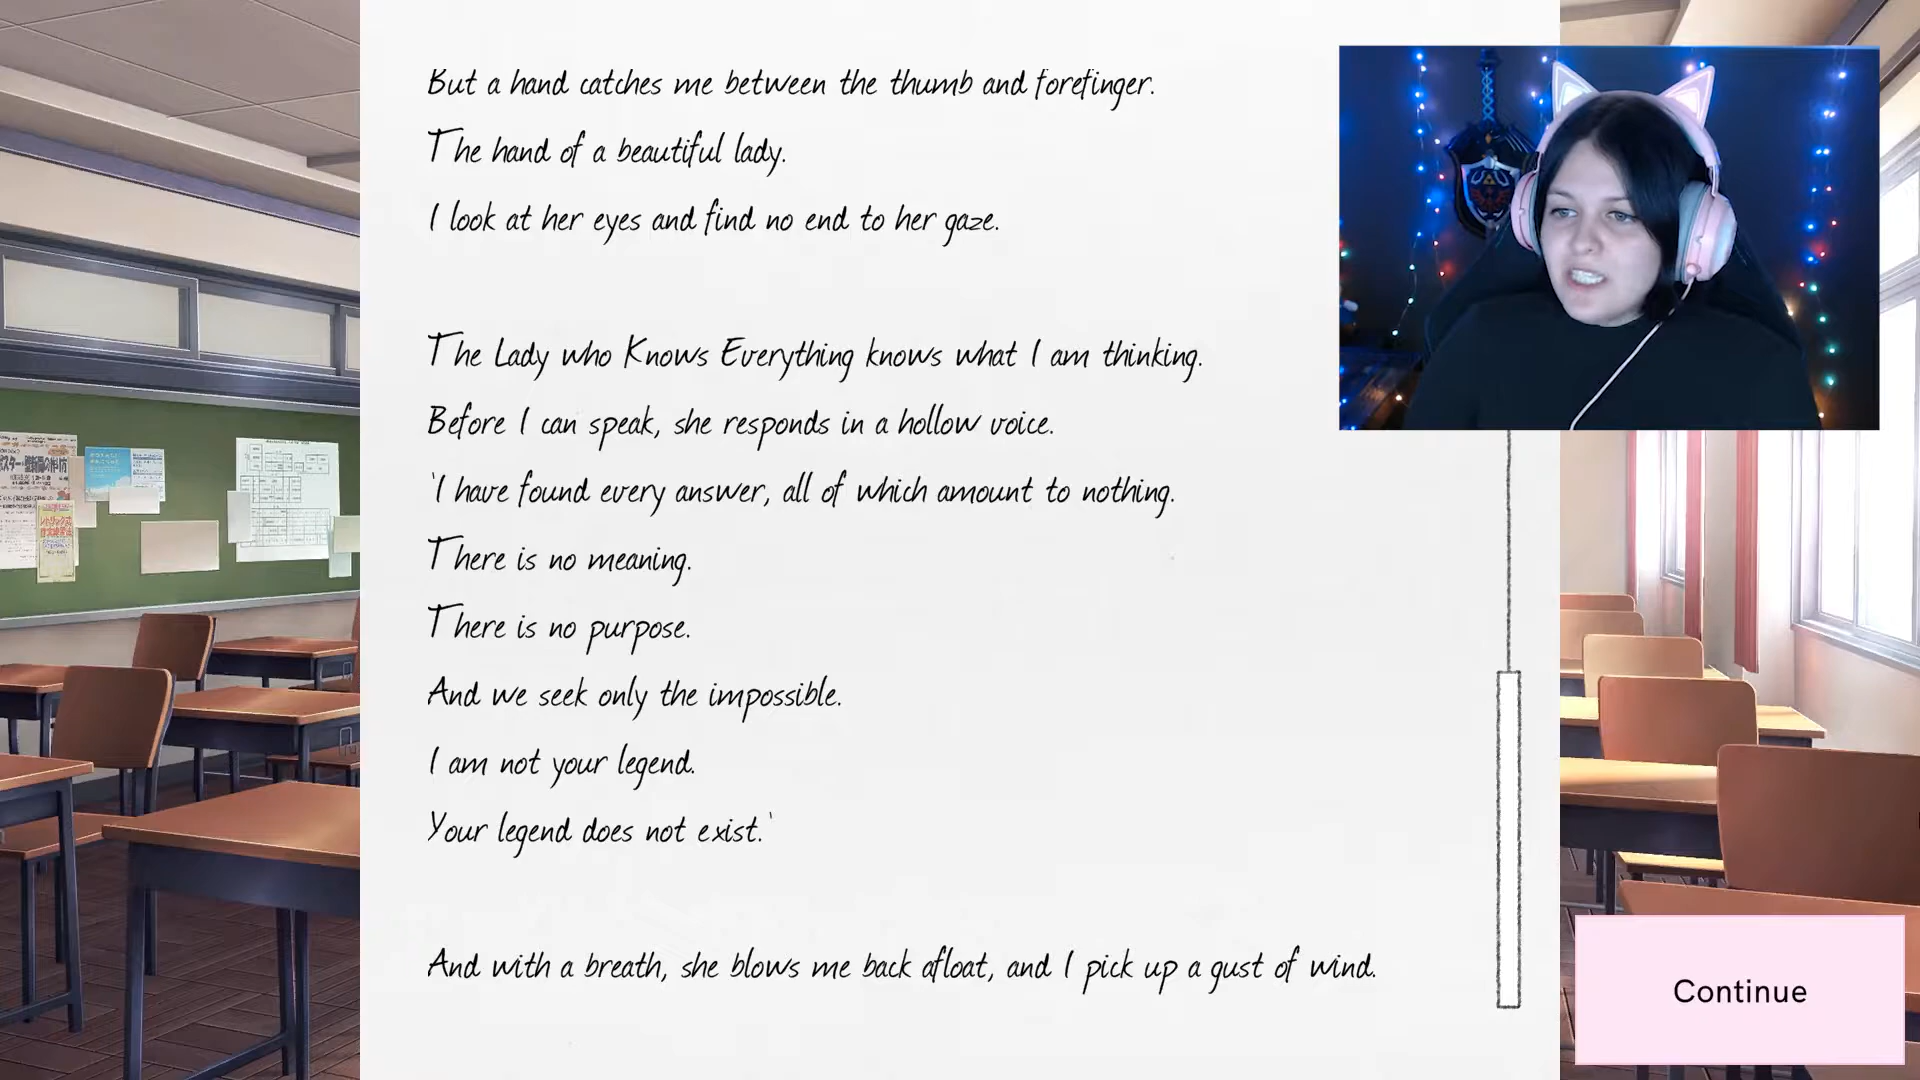 But a hand catches me between the thumb and forefinger.
The hand of a beautiful lady.
I look at her eyes and find no end to her gaze.
The Lady who Knows Everything knows what I am thinking.
Before I can speak, she responds in a hollow voice.
'I have found every answer, all of which amount to nothing.
There is no meaning.
There is no purpose.
And we seek only the impossible.
I am not your legend.
Your legend does not exist.'
And with a breath, she blows me back afloat, and I pick up a gust of wind.
Continue